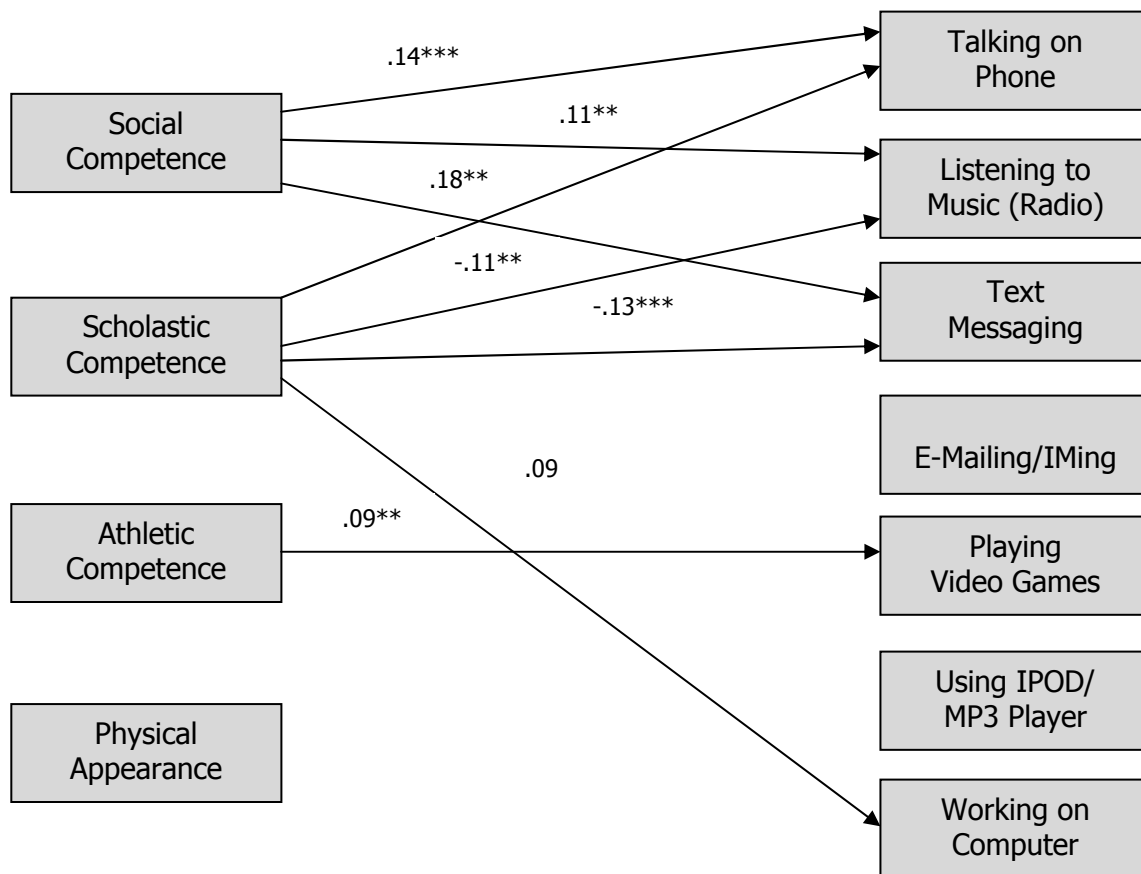 Social
Competence
Scholastic
Competence
Athletic
Competence
Physical
Appearance
.14***
.11**
.18**
-.11**
-.13***
.09
.09**
Talking on
Phone
Listening to
Music (Radio)
Text
Messaging
E-Mailing/IMing
Playing
Video Games
Using IPOD/
MP3 Player
Working on
Computer